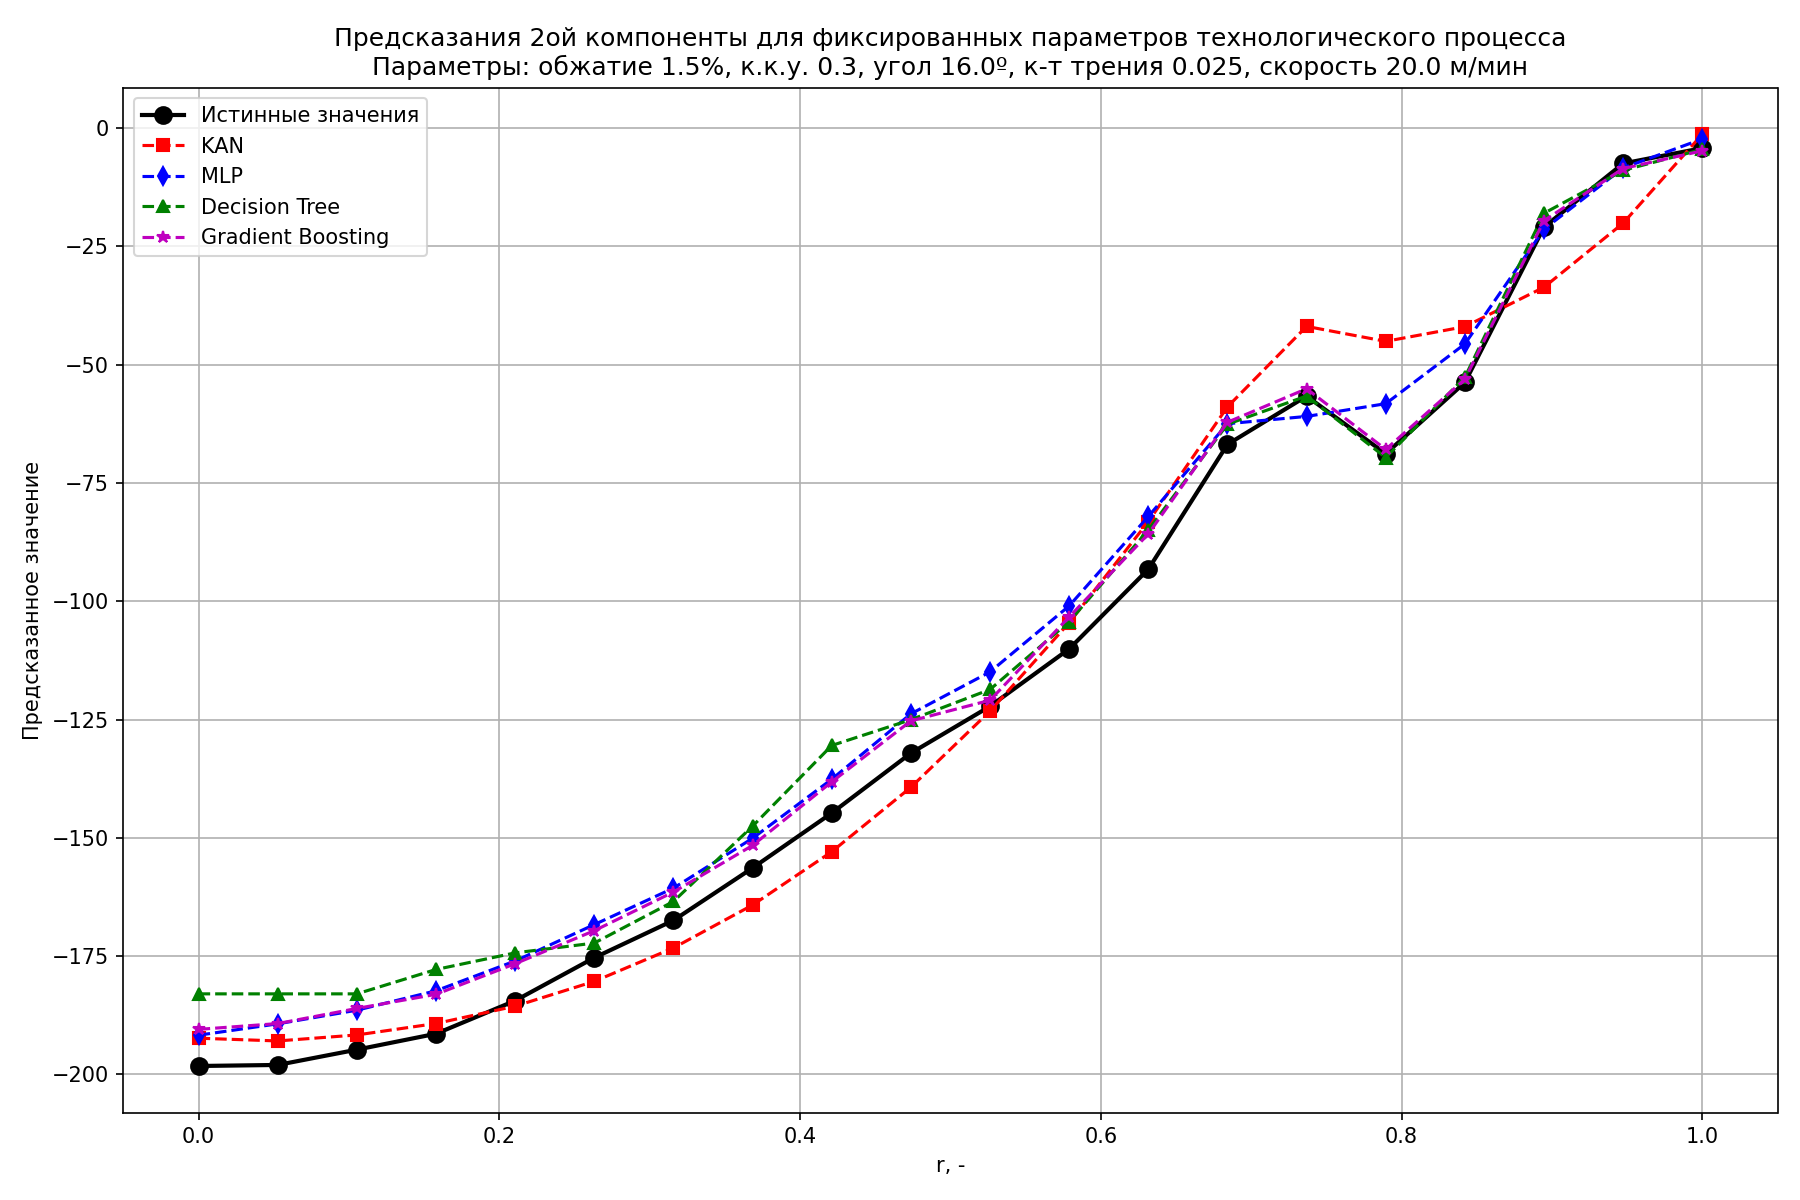 Предсказания 2ой компоненты для фиксированных параметров технологического процесса
Параметры: обжатие 1.5%, к.к.у. 0.3, угол 16.0º, к-т трения 0.025, скорость 20.0 м/мин
Истинные значения
KAN
MLP
Decision Tree
Gradient Boosting
Предсказанное значение
0
−25
−50
−75
−100
−125
−150
−175
−200
0.0
0.2
0.4
0.6
0.8
1.0
r, -